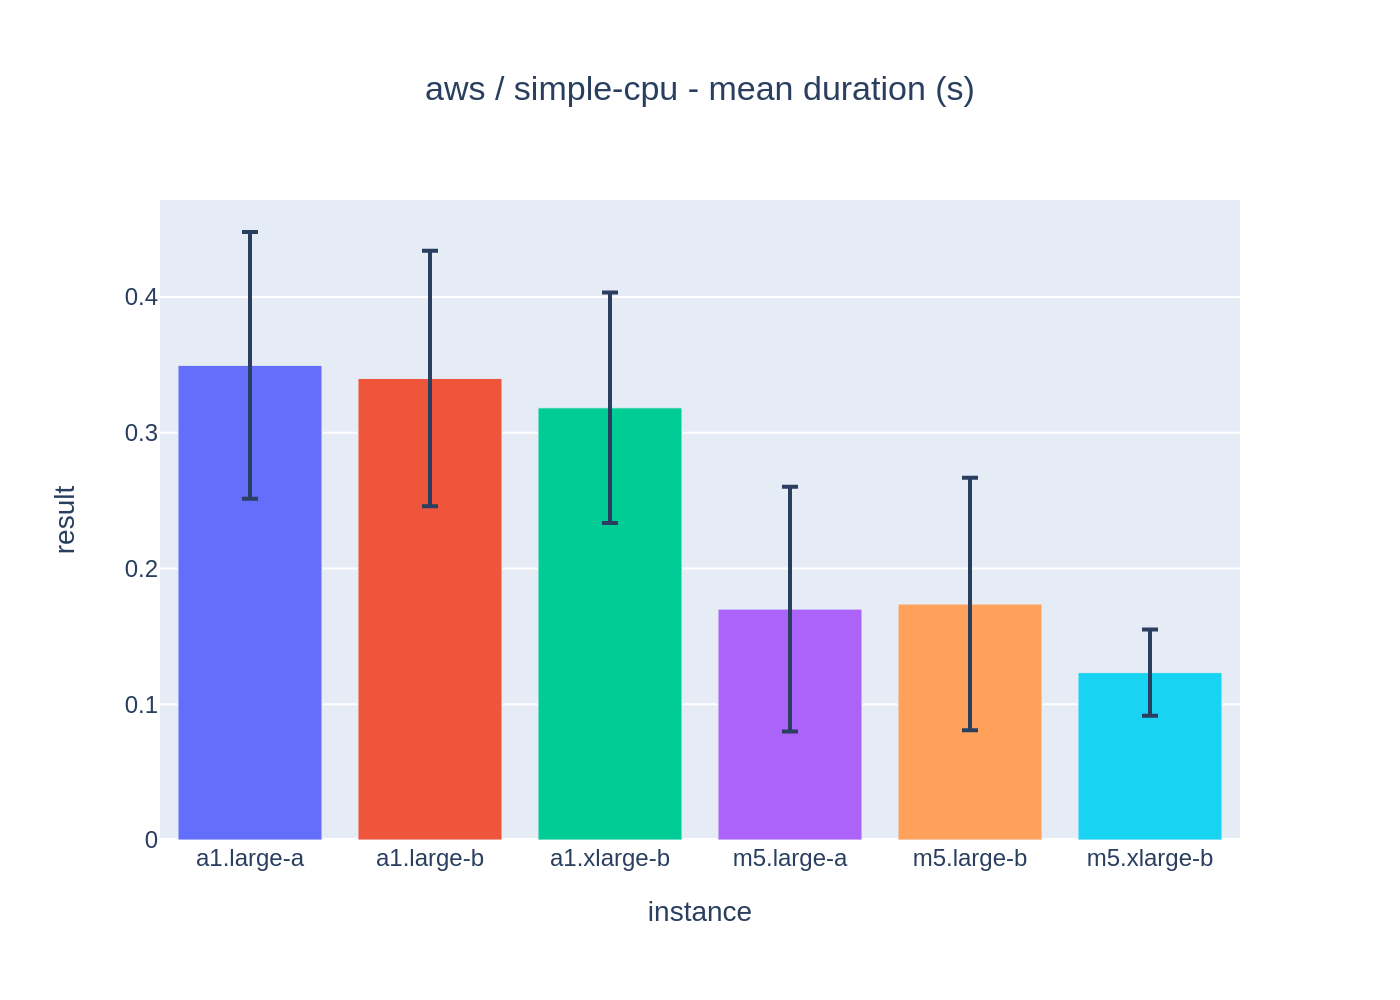 aws / simple-cpu - mean duration (s)
0.4
0.3
0.2
0.1
0
result
a1.large-a
a1.large-b
a1.xlarge-b
m5.large-a
m5.large-b
m5.xlarge-b
instance